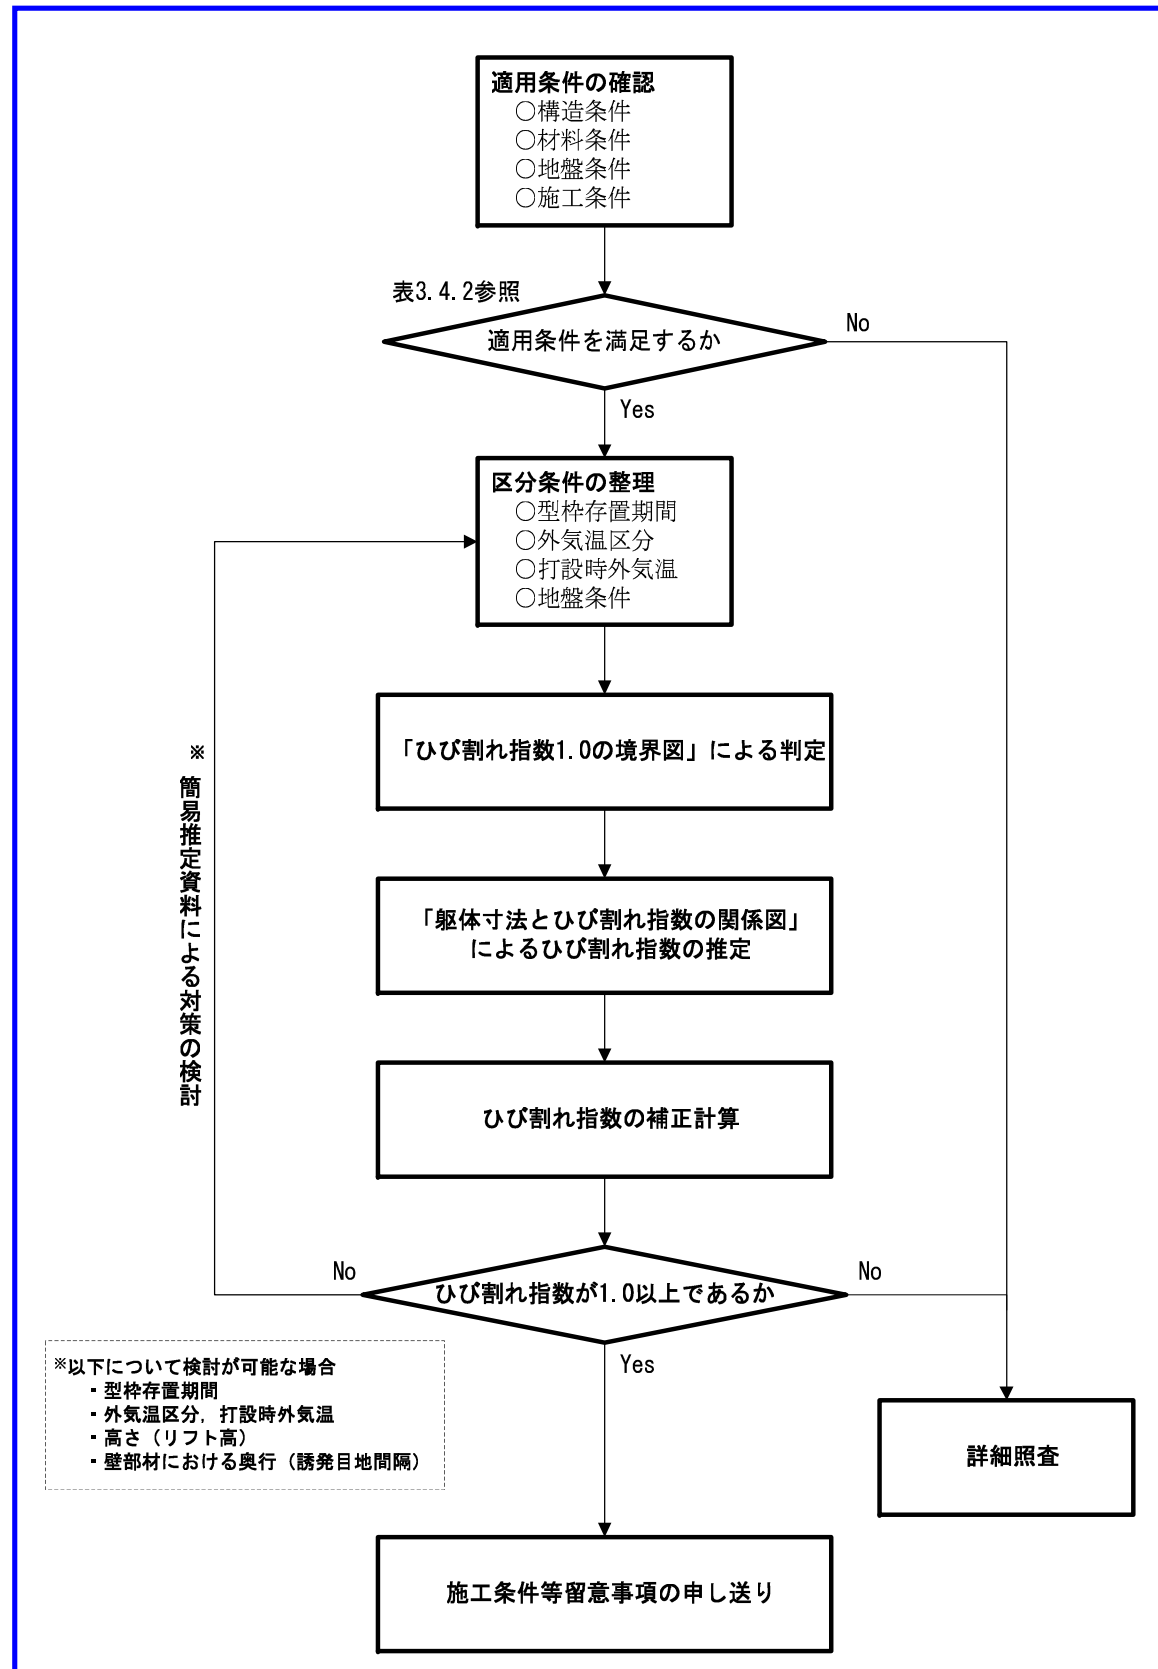 適用条件の確認
○構造条件
○材料条件
○地盤条件
○施工条件
表3.4.2参照
適用条件を満足するか
No
Yes
区分条件の整理
○型枠存置期間
○外気温区分
○打設時外気温
○地盤条件
「ひび割れ指数1.0の境界図」による判定
※簡易推定資料による対策の検討
「躯体寸法とひび割れ指数の関係図」
によるひび割れ指数の推定
ひび割れ指数の補正計算
No
ひび割れ指数が1.0以上であるか
No
Yes
※以下について検討が可能な場合
・型枠存置期間
・外気温区分，打設時外気温
・高さ（リフト高）
・壁部材における奥行（誘発目地間隔）
詳細照査
施工条件等留意事項の申し送り